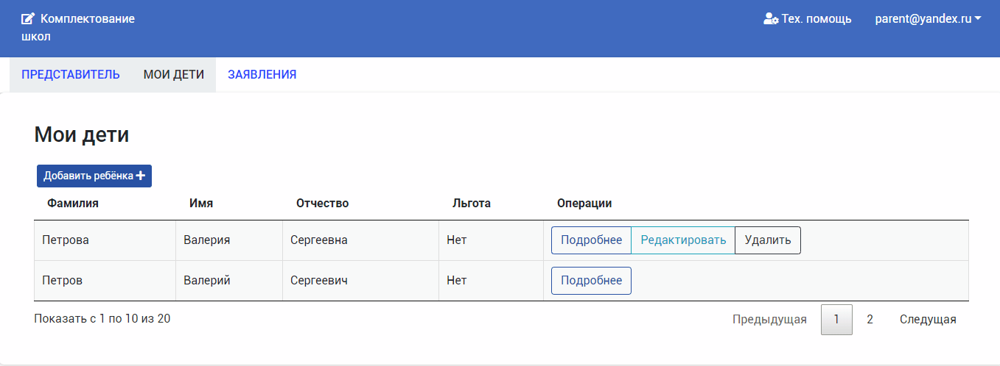 Комплектование
школ
Тех. помощь parent@yandex.ru
ПРЕДСТАВИТЕЛЬ МОИ ДЕТИ ЗАЯВЛЕНИЯ
Мои дети
Добавить ребёнка
Фамилия Имя Отчество Льгота Операции
Петрова Валерия Сергеевна Нет Подробнее Редактировать Удалить
Петров Валерий Сергеевич Нет Подробнее
Показать с 1 по 10 из 20 Предыдущая 1 2 Следущая